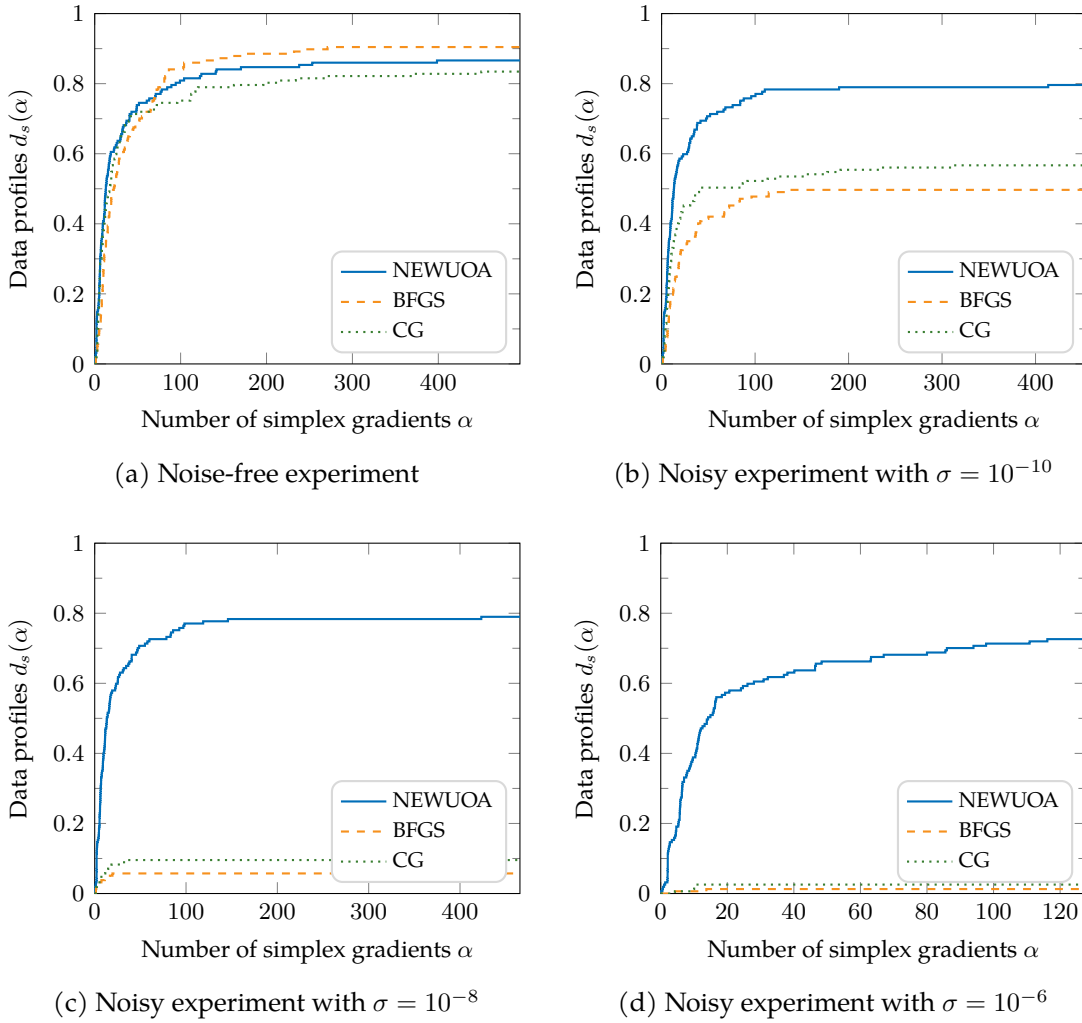 1
0.8
0.6
0.4
0.2
0
0 100 200 300 400
Data profiles d_s(α)
Number of simplex gradients α
NEWUOA
BFGS
CG
(a) Noise-free experiment
1
0.8
0.6
0.4
0.2
0
0 100 200 300 400
Data profiles d_s(α)
Number of simplex gradients α
NEWUOA
BFGS
CG
(b) Noisy experiment with σ = 10⁻¹⁰
1
0.8
0.6
0.4
0.2
0
0 100 200 300 400
Data profiles d_s(α)
Number of simplex gradients α
NEWUOA
BFGS
CG
(c) Noisy experiment with σ = 10⁻⁸
1
0.8
0.6
0.4
0.2
0
0 20 40 60 80 100 120
Data profiles d_s(α)
Number of simplex gradients α
NEWUOA
BFGS
CG
(d) Noisy experiment with σ = 10⁻⁶